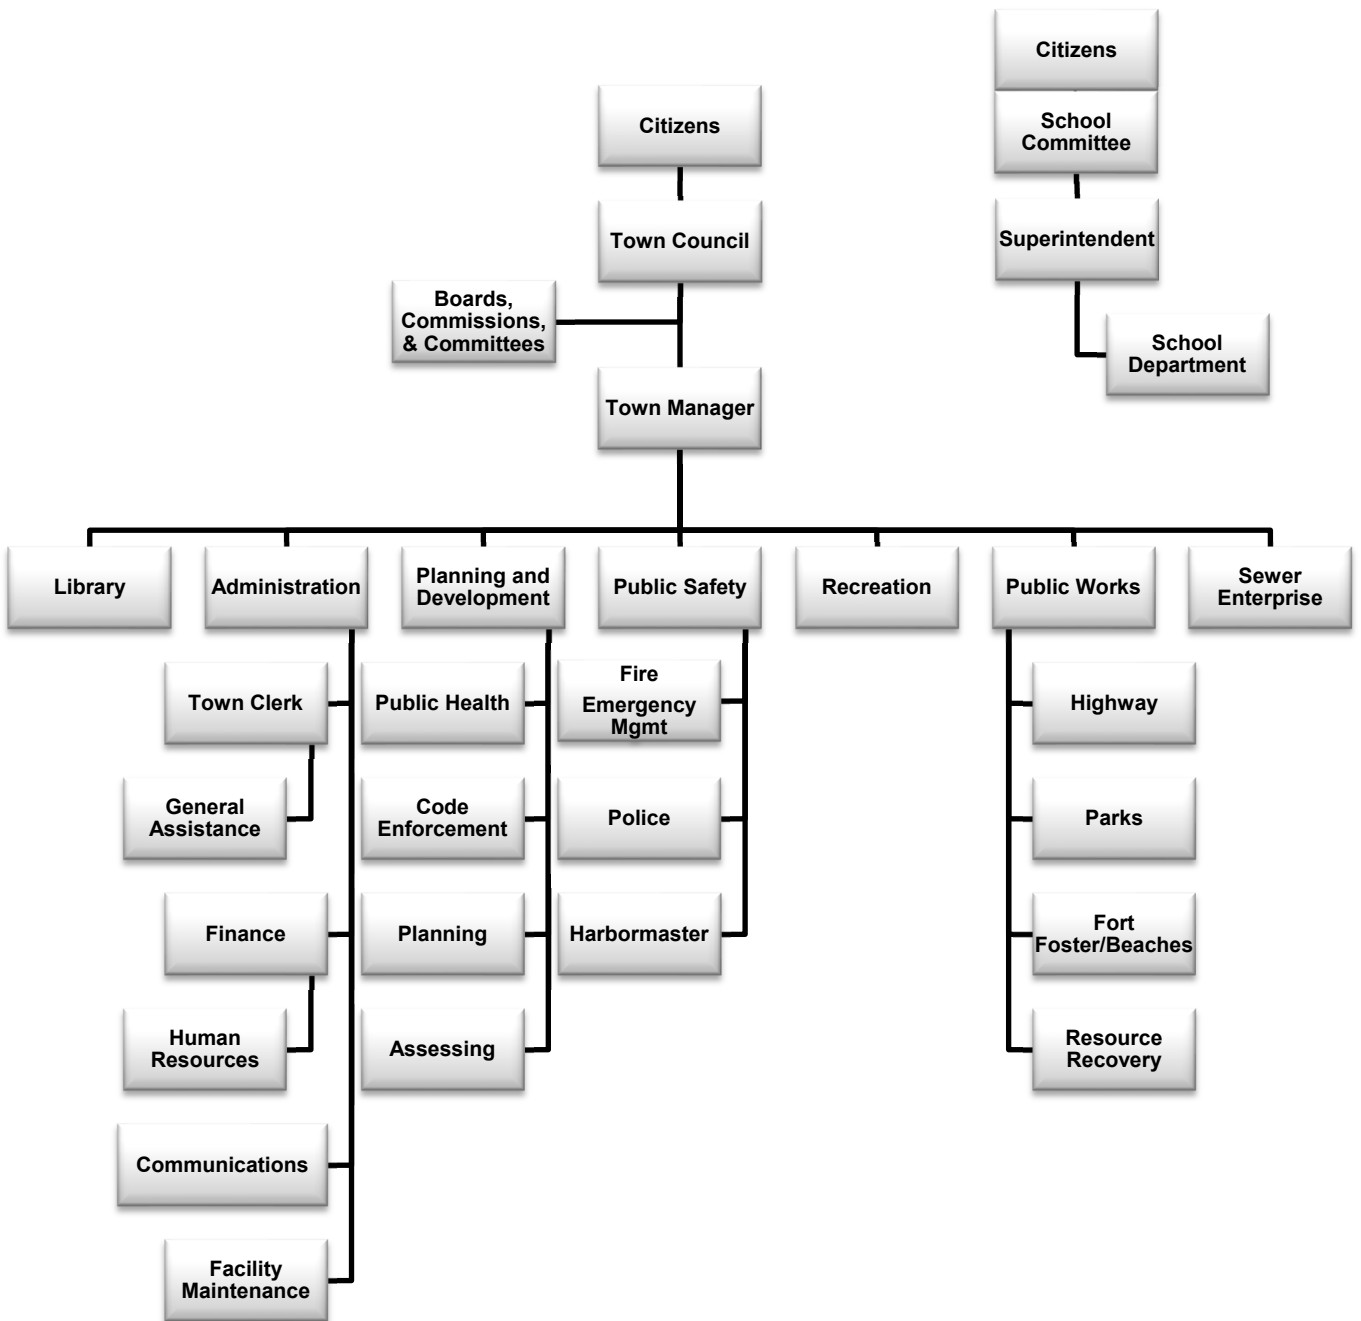 Citizens
School
Committee
Superintendent
School
Department
Citizens
Town Council
Boards,
Commissions,
& Committees
Town Manager
Library
Administration
Planning and
Development
Public Safety
Recreation
Public Works
Sewer
Enterprise
Town Clerk
General
Assistance
Finance
Human
Resources
Communications
Facility
Maintenance
Public Health
Code
Enforcement
Planning
Assessing
Fire
Emergency
Mgmt
Police
Harbormaster
Highway
Parks
Fort
Foster/Beaches
Resource
Recovery